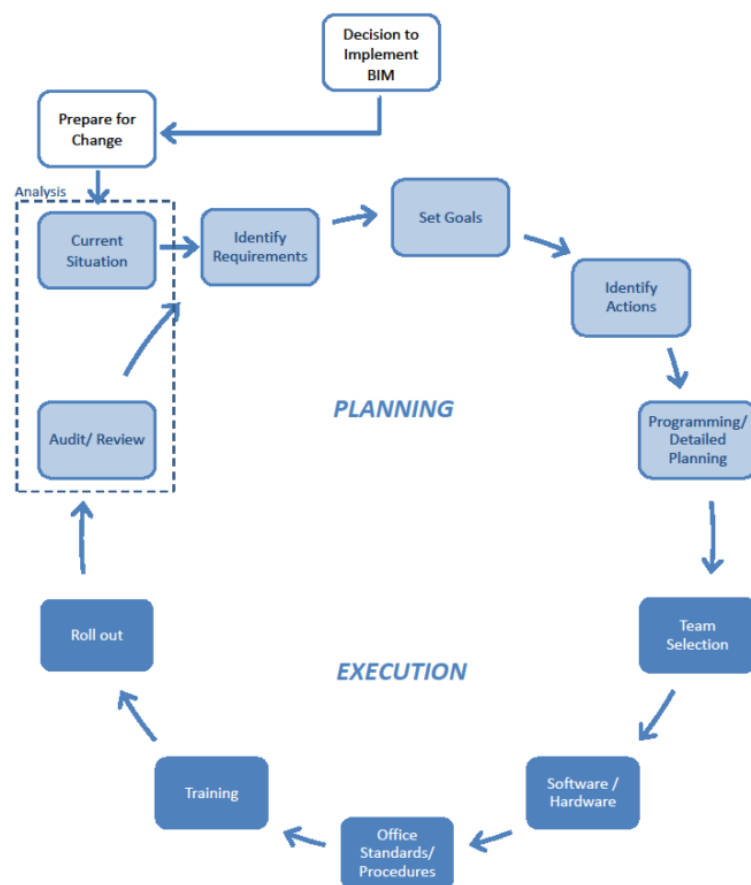 Decision to
Implement
BIM
Prepare for
Change
Analysis
Current
Situation
Identify
Requirements
Set Goals
Identify
Actions
PLANNING
Audit/ Review
Programming/
Detailed
Planning
Roll out
Team
Selection
EXECUTION
Training
Software /
Hardware
Office
Standards/
Procedures